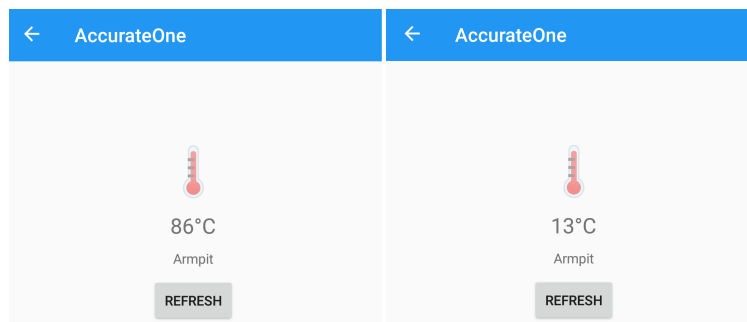 AccurateOne
86°C
Armpit
REFRESH
AccurateOne
13°C
Armpit
REFRESH